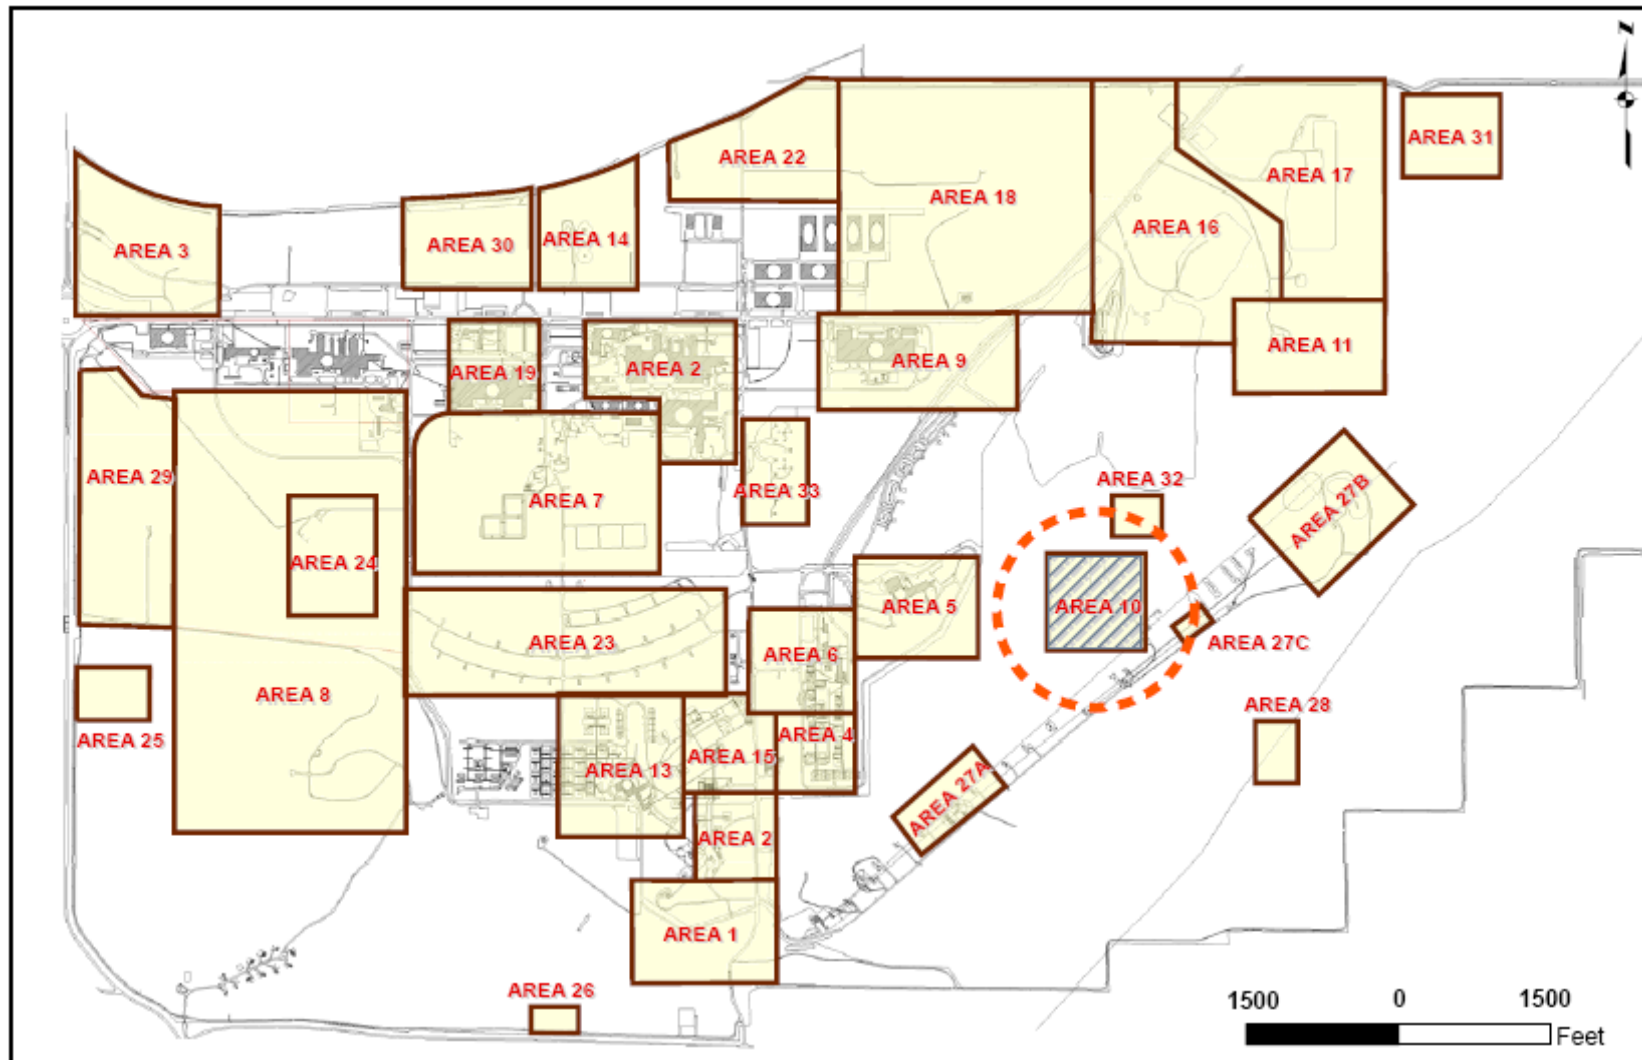 Z
AREA 31
AREA 22
AREA 17
AREA 18
AREA 16
AREA 14
AREA 30
AREA 3
AREA 11
AREA 9
AREA 2
AREA 19
AREA 29
AREA 32
AREA 33
AREA 7
AREA 27B
AREA 24
AREA 5
AREA 10
AREA 23
AREA 6
AREA 27C
AREA 8
AREA 28
AREA 25
AREA 4
AREA 15
AREA 13
AREA 27A
AREA 2
AREA 1
AREA 26
1500 0 1500
Feet